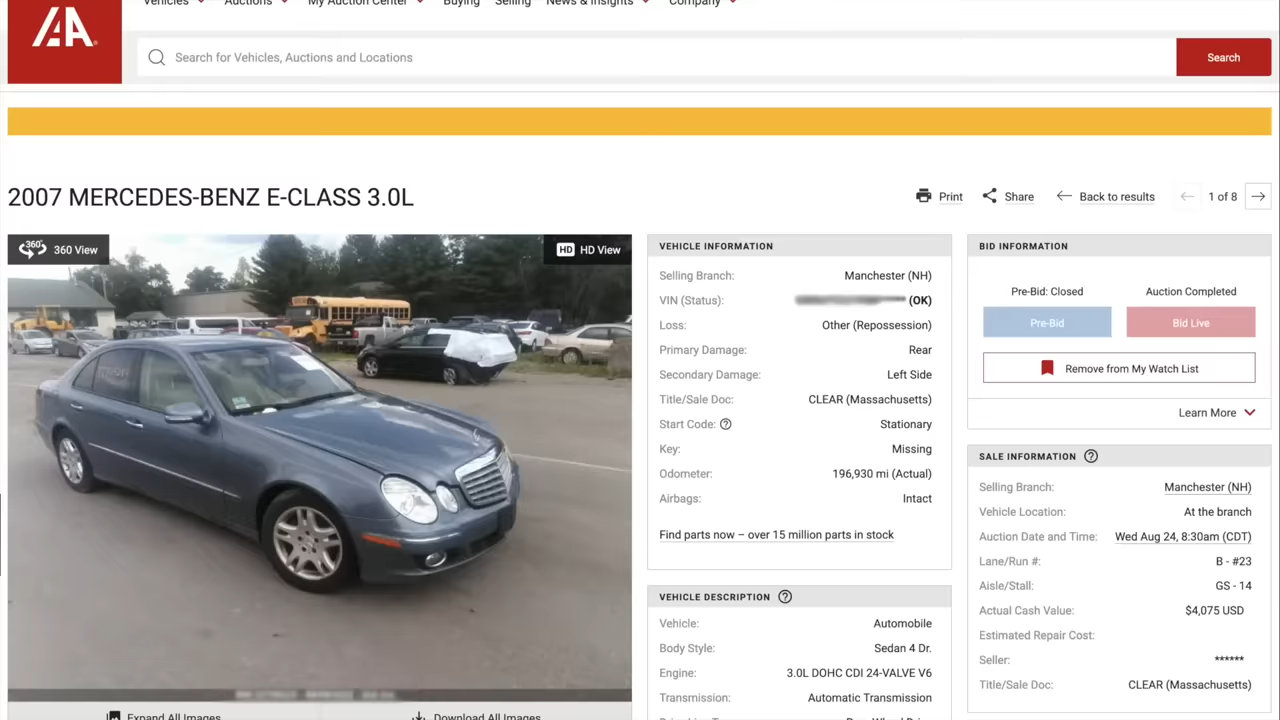 Vehicles Auctions My Auction Center Buying Selling News & Insights Company
IAA
Search for Vehicles, Auctions and Locations
Search
2007 MERCEDES-BENZ E-CLASS 3.0L
Print Share Back to results 1 of 8
360° 360 View
HD HD View
VEHICLE INFORMATION
Selling Branch: Manchester (NH)
VIN (Status): (OK)
Loss: Other (Repossession)
Primary Damage: Rear
Secondary Damage: Left Side
Title/Sale Doc: CLEAR (Massachusetts)
Start Code: ? Stationary
Key: Missing
Odometer: 196,930 mi (Actual)
Airbags: Intact
Find parts now – over 15 million parts in stock
VEHICLE DESCRIPTION ?
Vehicle: Automobile
Body Style: Sedan 4 Dr.
Engine: 3.0L DOHC CDI 24-VALVE V6
Transmission: Automatic Transmission
BID INFORMATION
Pre-Bid: Closed Auction Completed
Pre-Bid Bid Live
Remove from My Watch List
Learn More
SALE INFORMATION ?
Selling Branch: Manchester (NH)
Vehicle Location: At the branch
Auction Date and Time: Wed Aug 24, 8:30am (CDT)
Lane/Run #: B - #23
Aisle/Stall: GS - 14
Actual Cash Value: $4,075 USD
Estimated Repair Cost:
Seller: ******
Title/Sale Doc: CLEAR (Massachusetts)
Expand All Images Download All Images